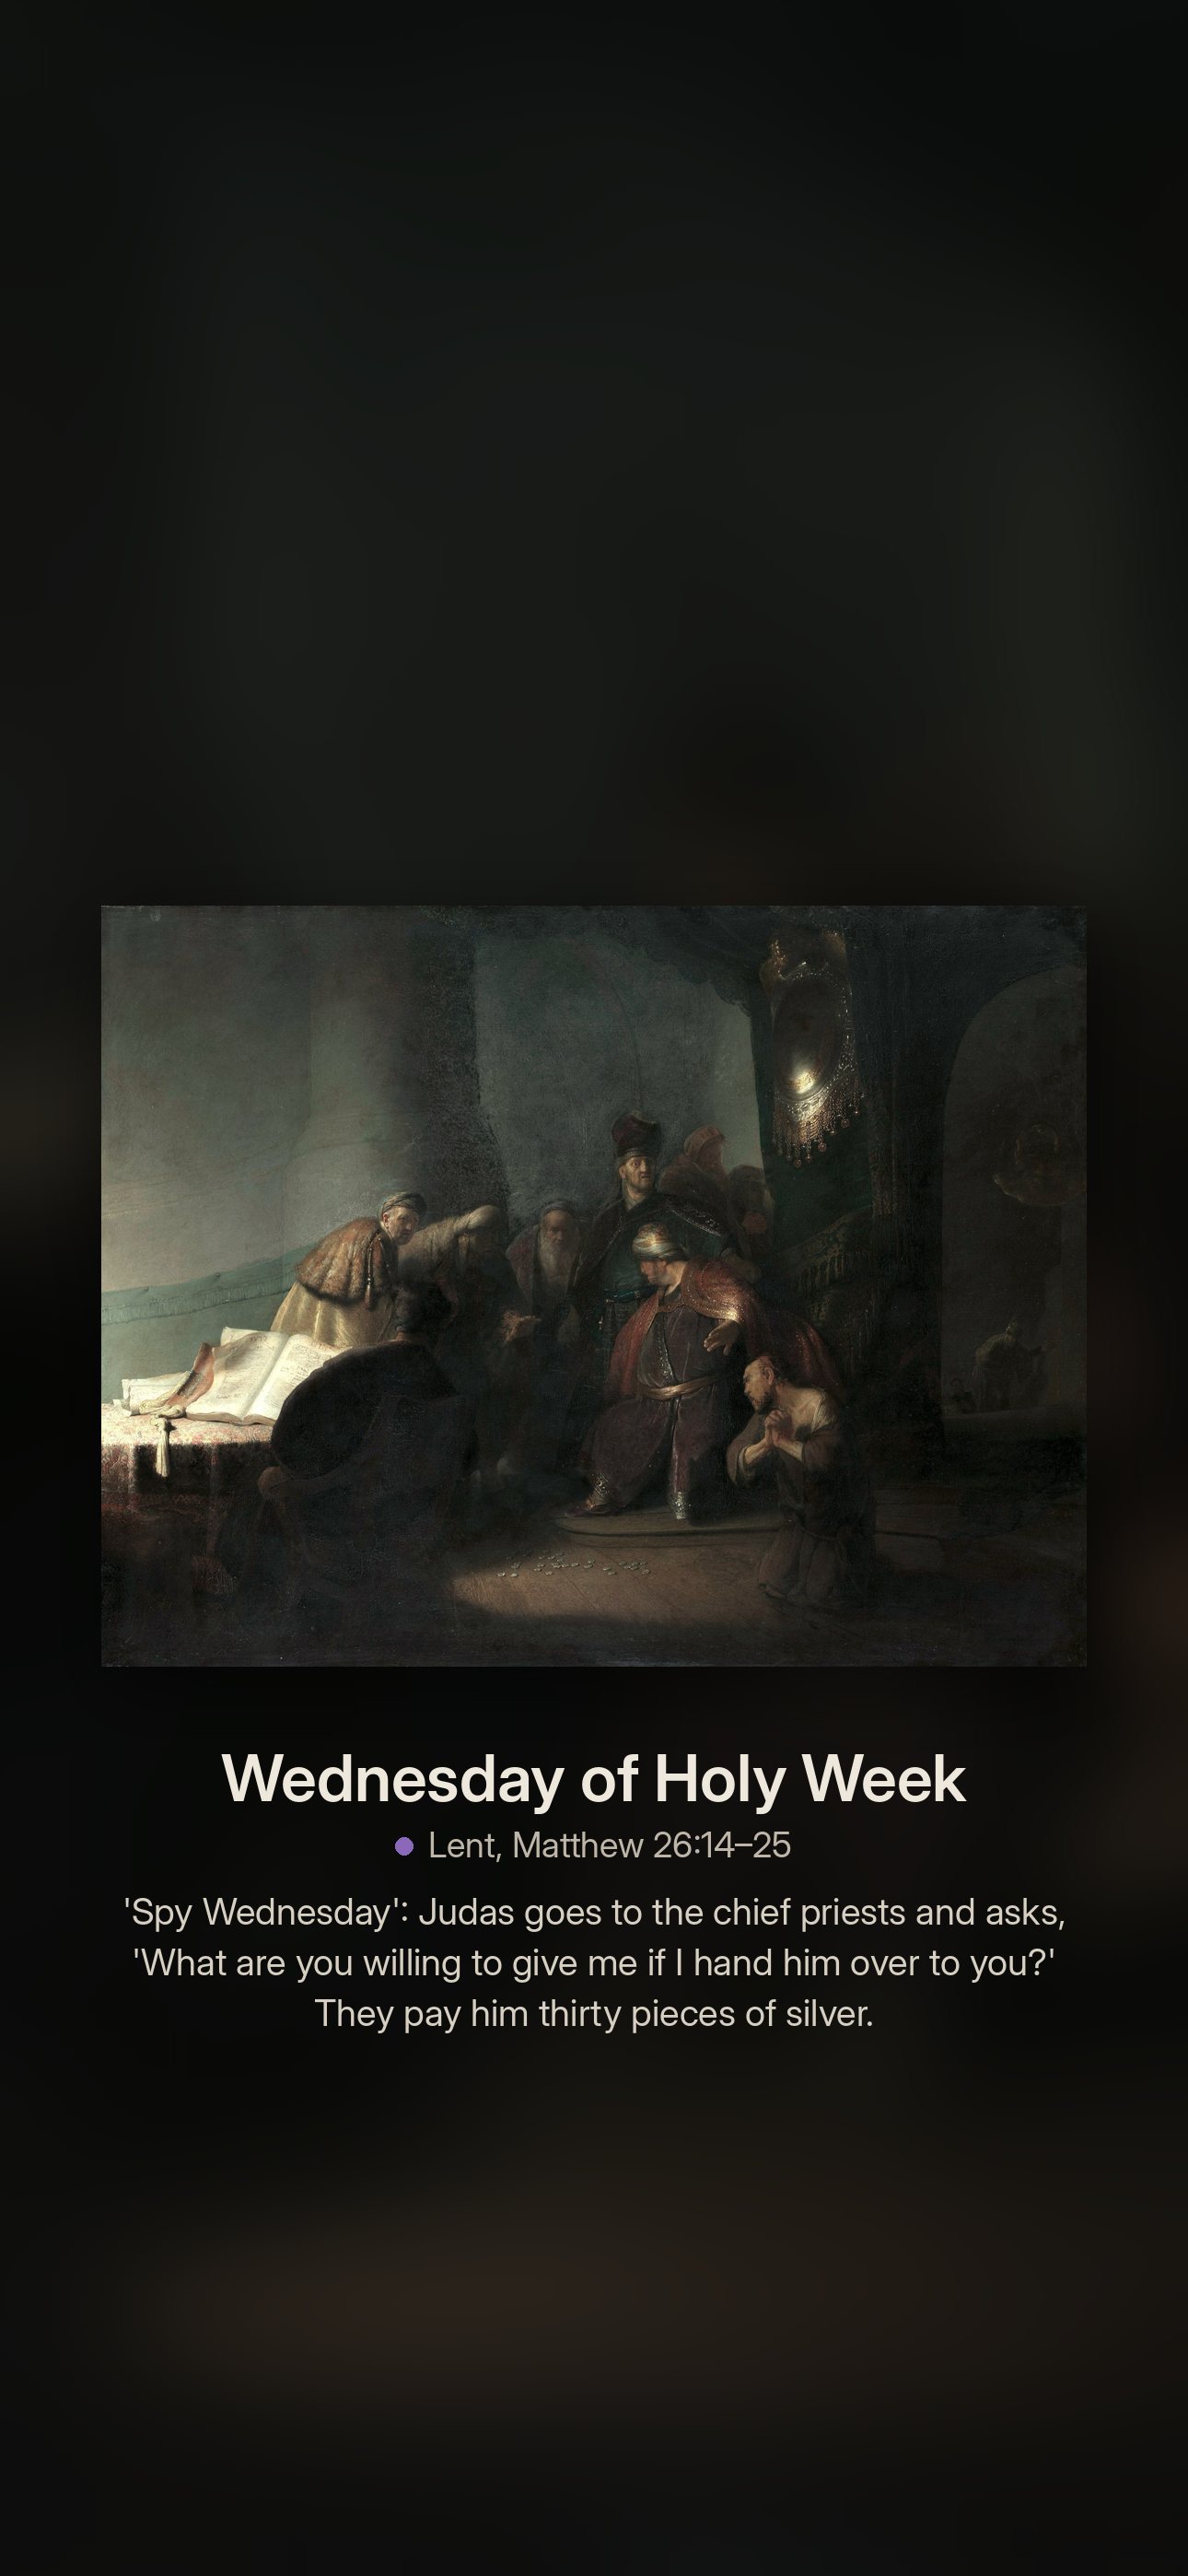 Wednesday of Holy Week
Lent, Matthew 26:14–25
'Spy Wednesday': Judas goes to the chief priests and asks,
'What are you willing to give me if I hand him over to you?'
They pay him thirty pieces of silver.